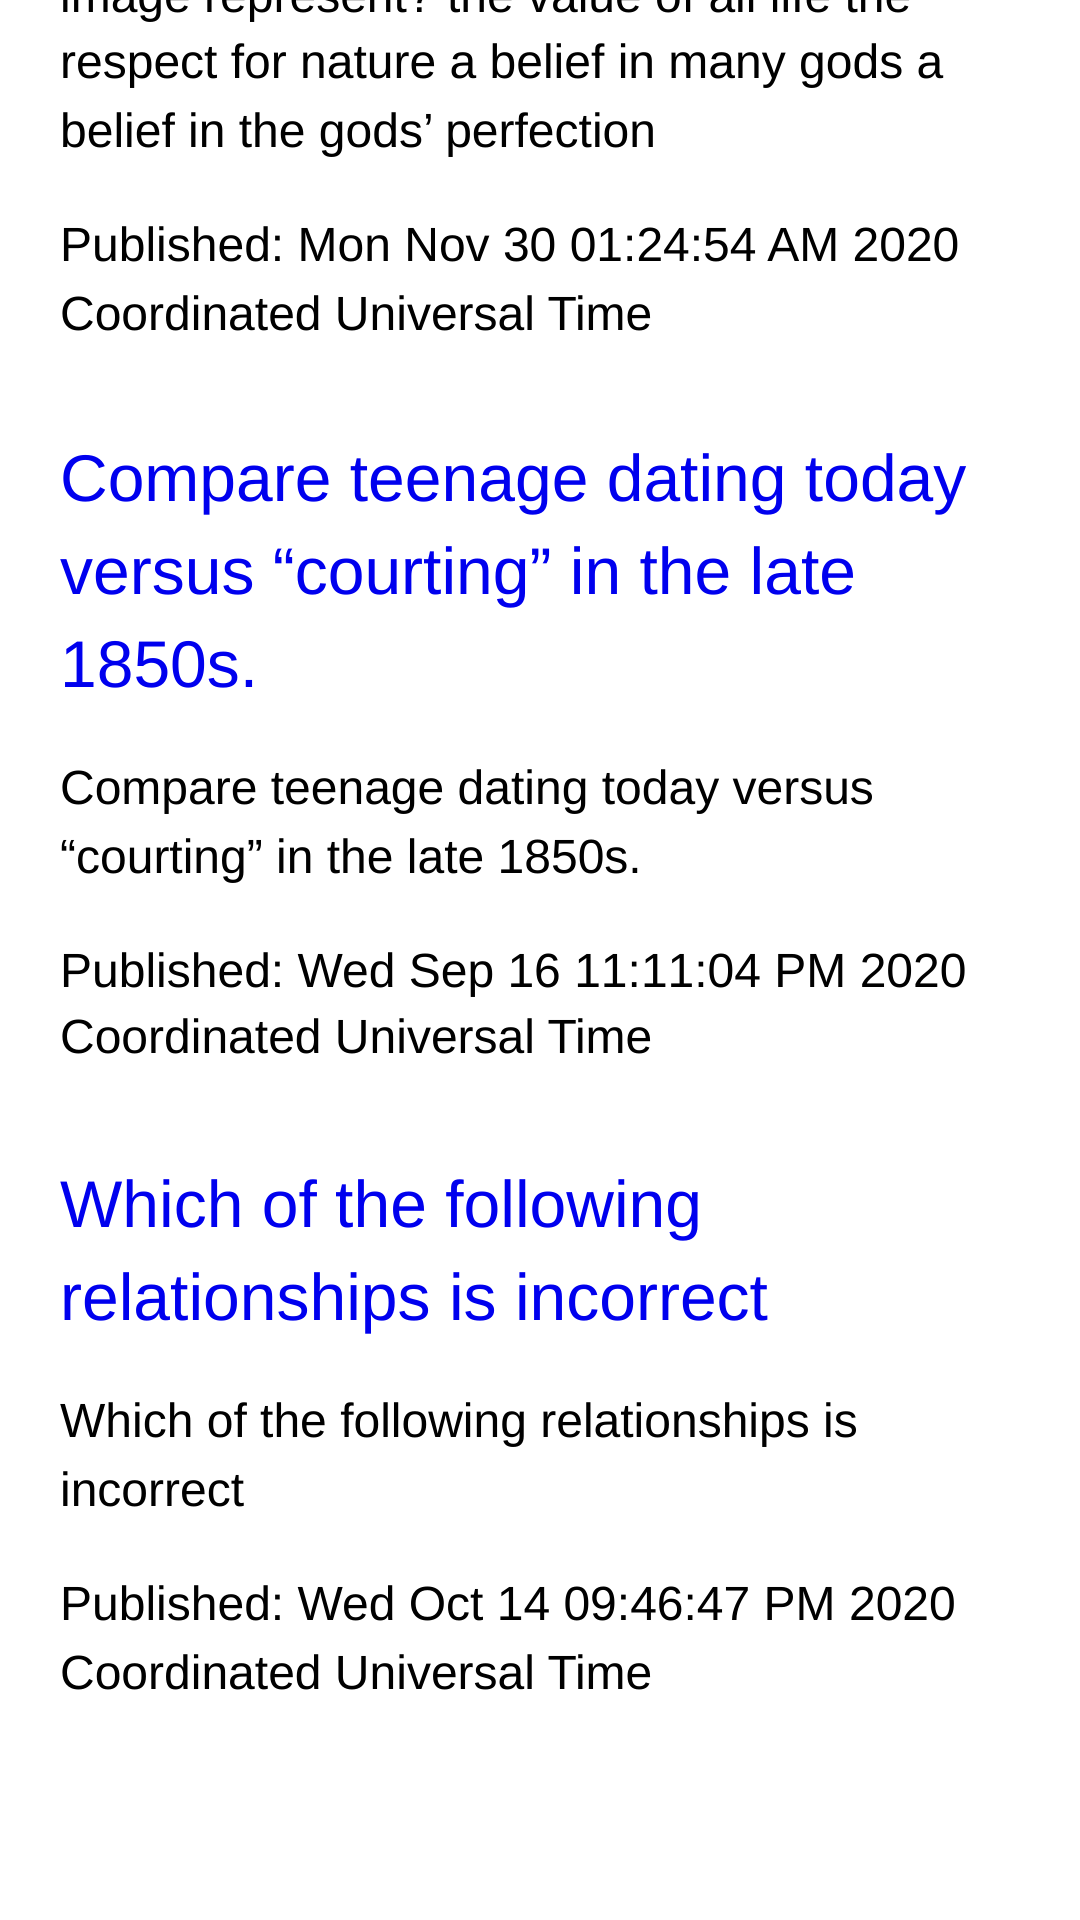 image represent? the value of all life the
respect for nature a belief in many gods a
belief in the gods’ perfection
Published: Mon Nov 30 01:24:54 AM 2020
Coordinated Universal Time
Compare teenage dating today
versus “courting” in the late
1850s.
Compare teenage dating today versus
“courting” in the late 1850s.
Published: Wed Sep 16 11:11:04 PM 2020
Coordinated Universal Time
Which of the following
relationships is incorrect
Which of the following relationships is
incorrect
Published: Wed Oct 14 09:46:47 PM 2020
Coordinated Universal Time